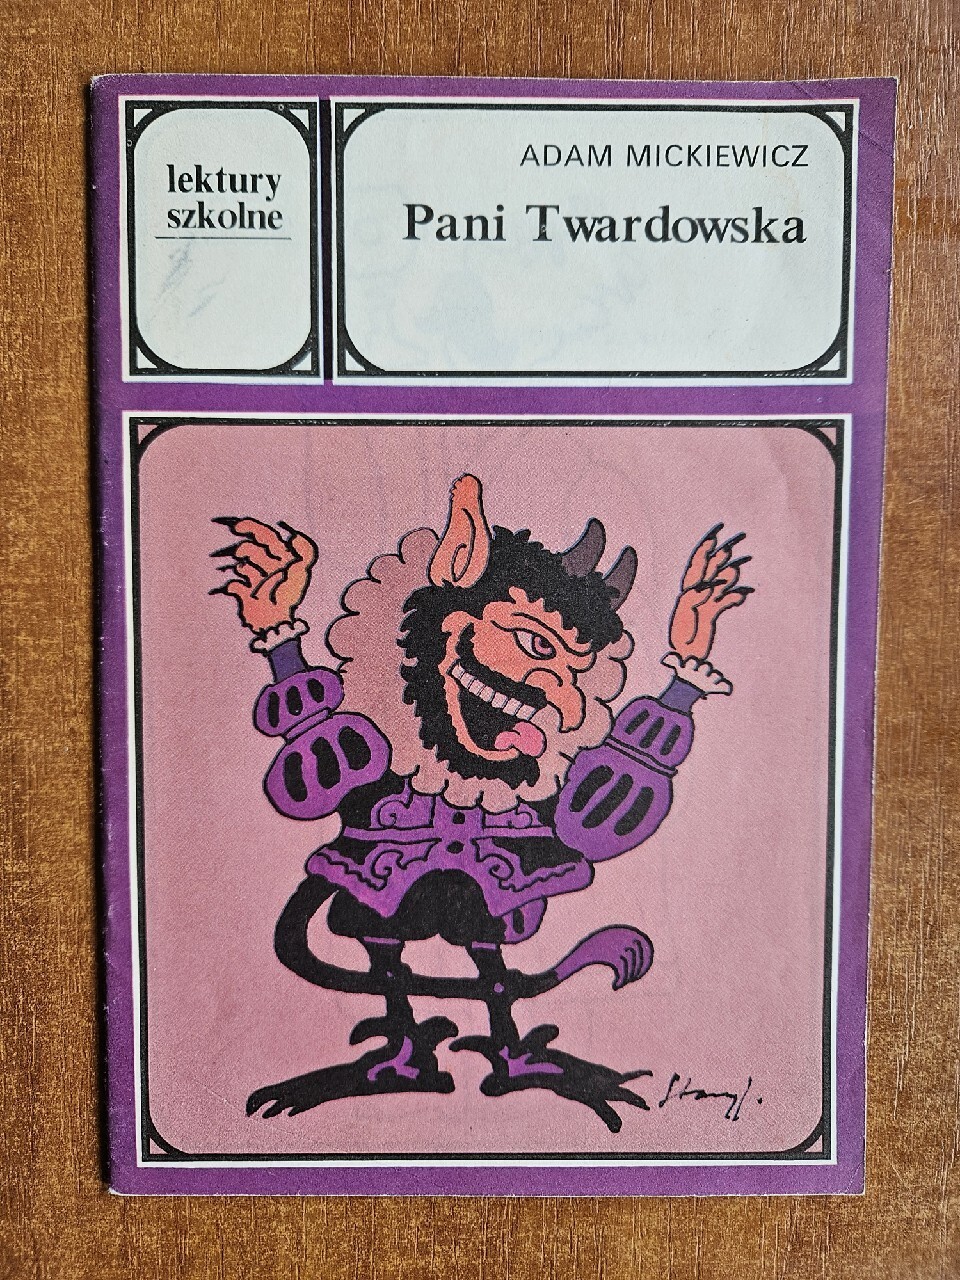 lektury
szkolne
ADAM MICKIEWICZ
Pani Twardowska